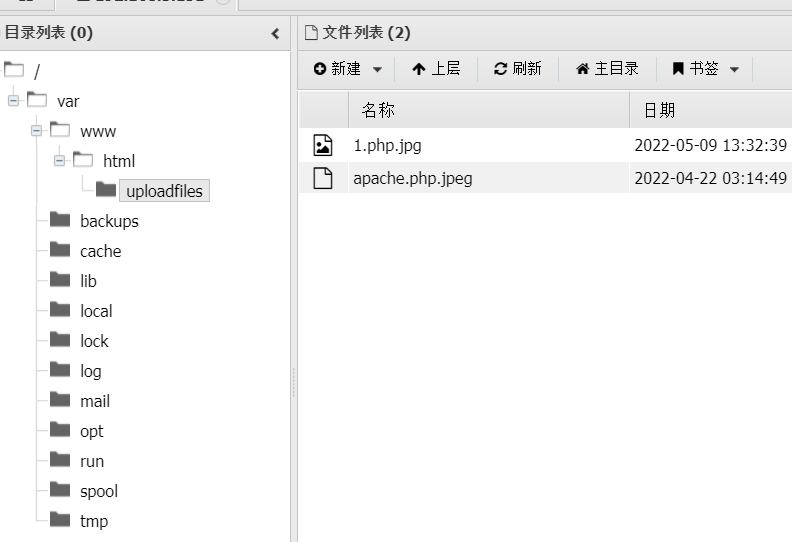 目录列表 (0)
/
var
www
html
uploadfiles
backups
cache
lib
local
lock
log
mail
opt
run
spool
tmp
文件列表 (2)
新建 上层 刷新 主目录 书签
名称 日期
1.php.jpg 2022-05-09 13:32:39
apache.php.jpeg 2022-04-22 03:14:49